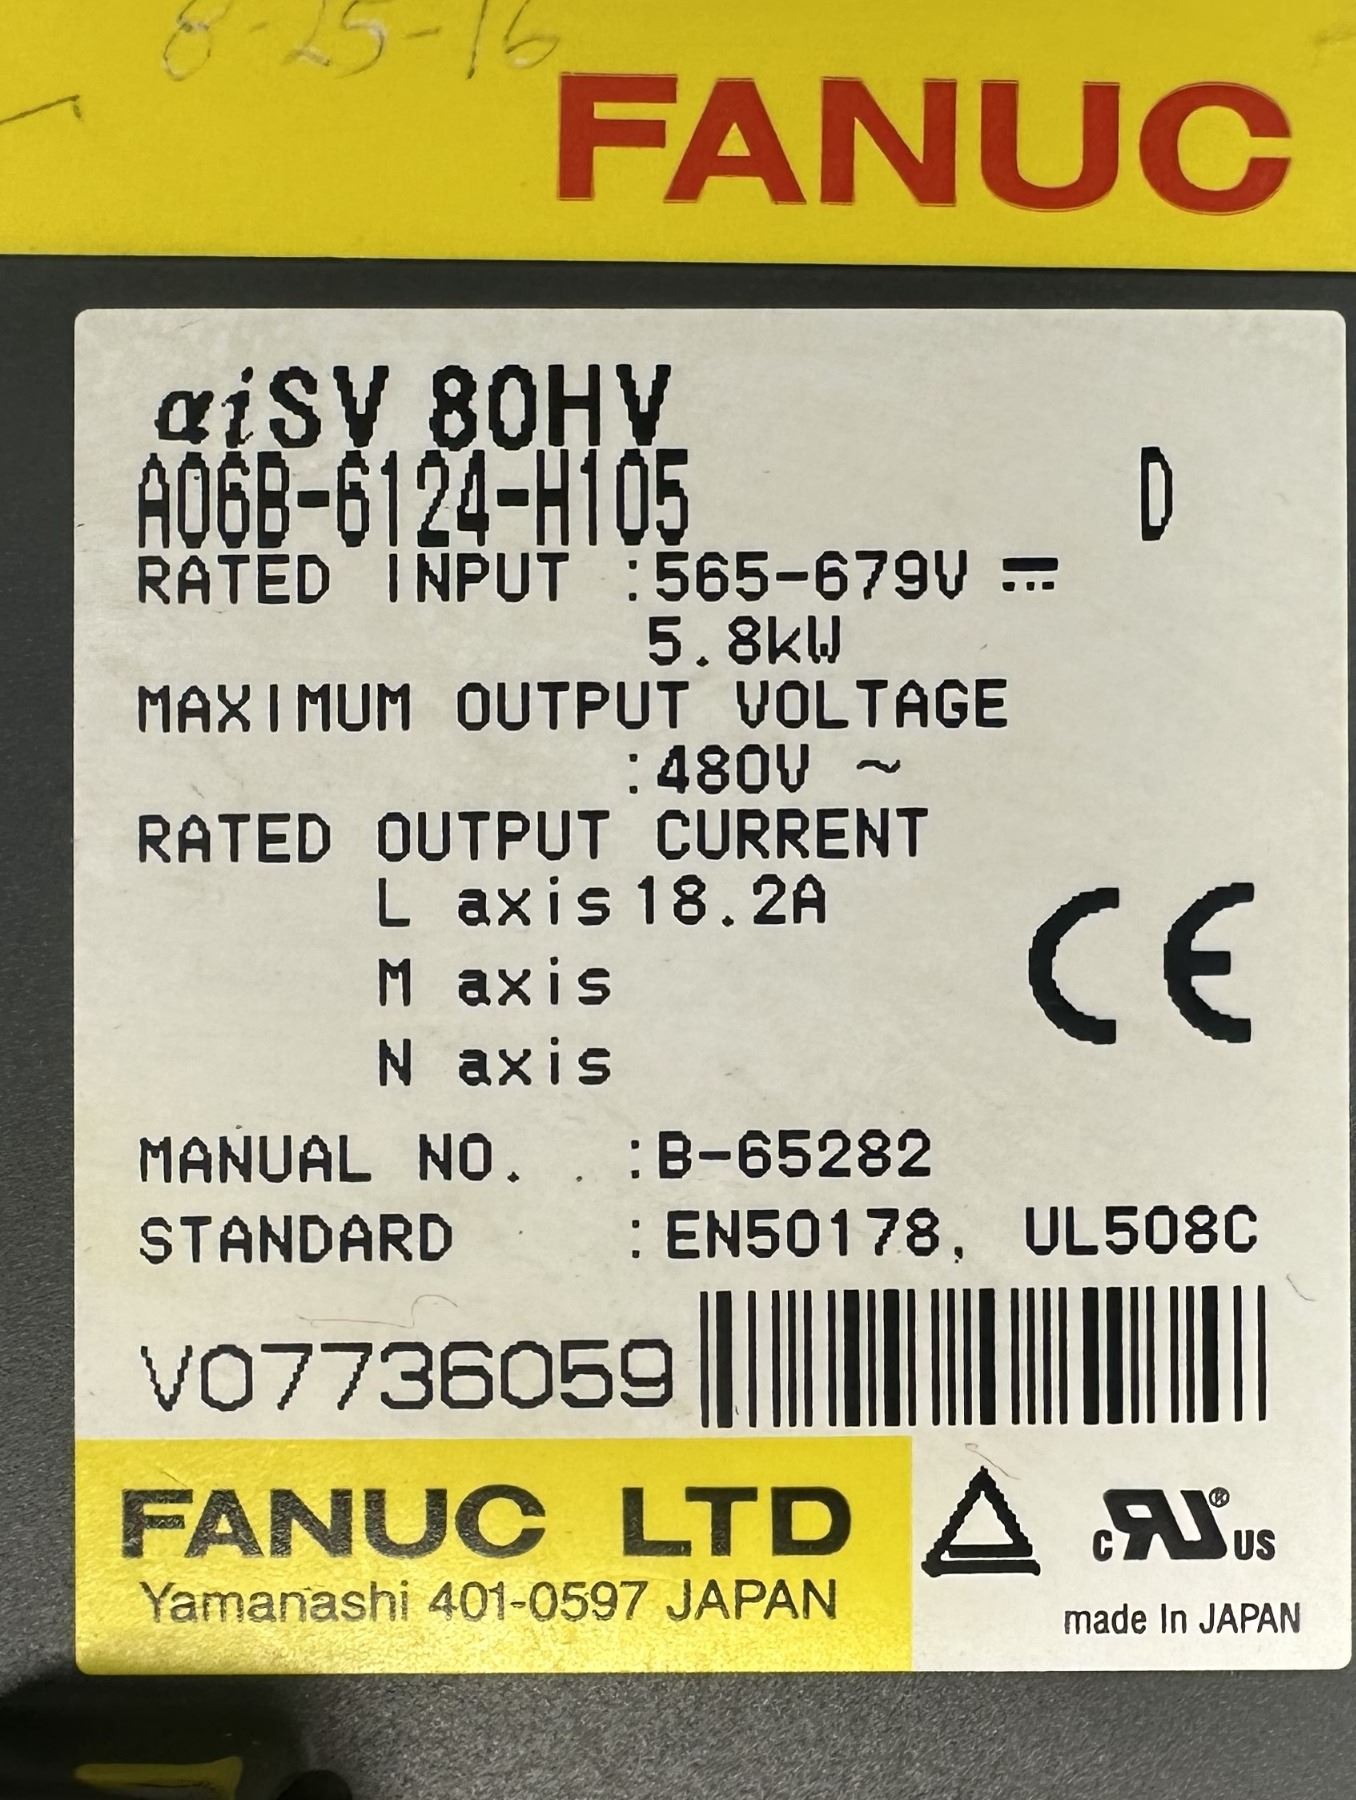 8-25-16
FANUC
αiSV 80HV
A06B-6124-H105 D
RATED INPUT :565-679V ⎓
5.8kW
MAXIMUM OUTPUT VOLTAGE
:480V ~
RATED OUTPUT CURRENT
L axis 18.2A
M axis
N axis
CE
MANUAL NO. :B-65282
STANDARD :EN50178, UL508C
V07736059
FANUC LTD
Yamanashi 401-0597 JAPAN
c RU® US
made In JAPAN